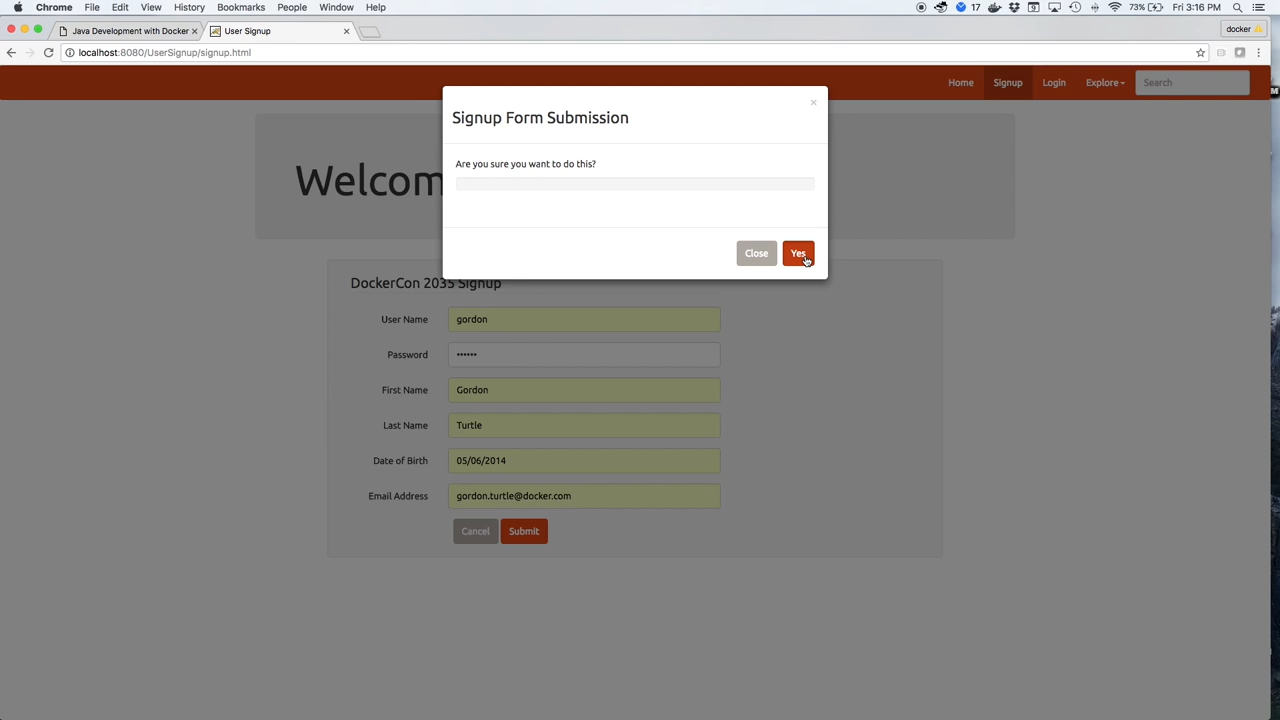 Chrome File Edit View History Bookmarks People Window Help 17 9 73% Fri 3:16 PM
Java Development with Docker User Signup docker
localhost:8080/UserSignup/signup.html
Home Signup Login Explore Search
Signup Form Submission
Are you sure you want to do this?
Welcom
Close Yes
DockerCon 2035 Signup
User Name gordon
Password ••••••
First Name Gordon
Last Name Turtle
Date of Birth 05/06/2014
Email Address gordon.turtle@docker.com
Cancel Submit